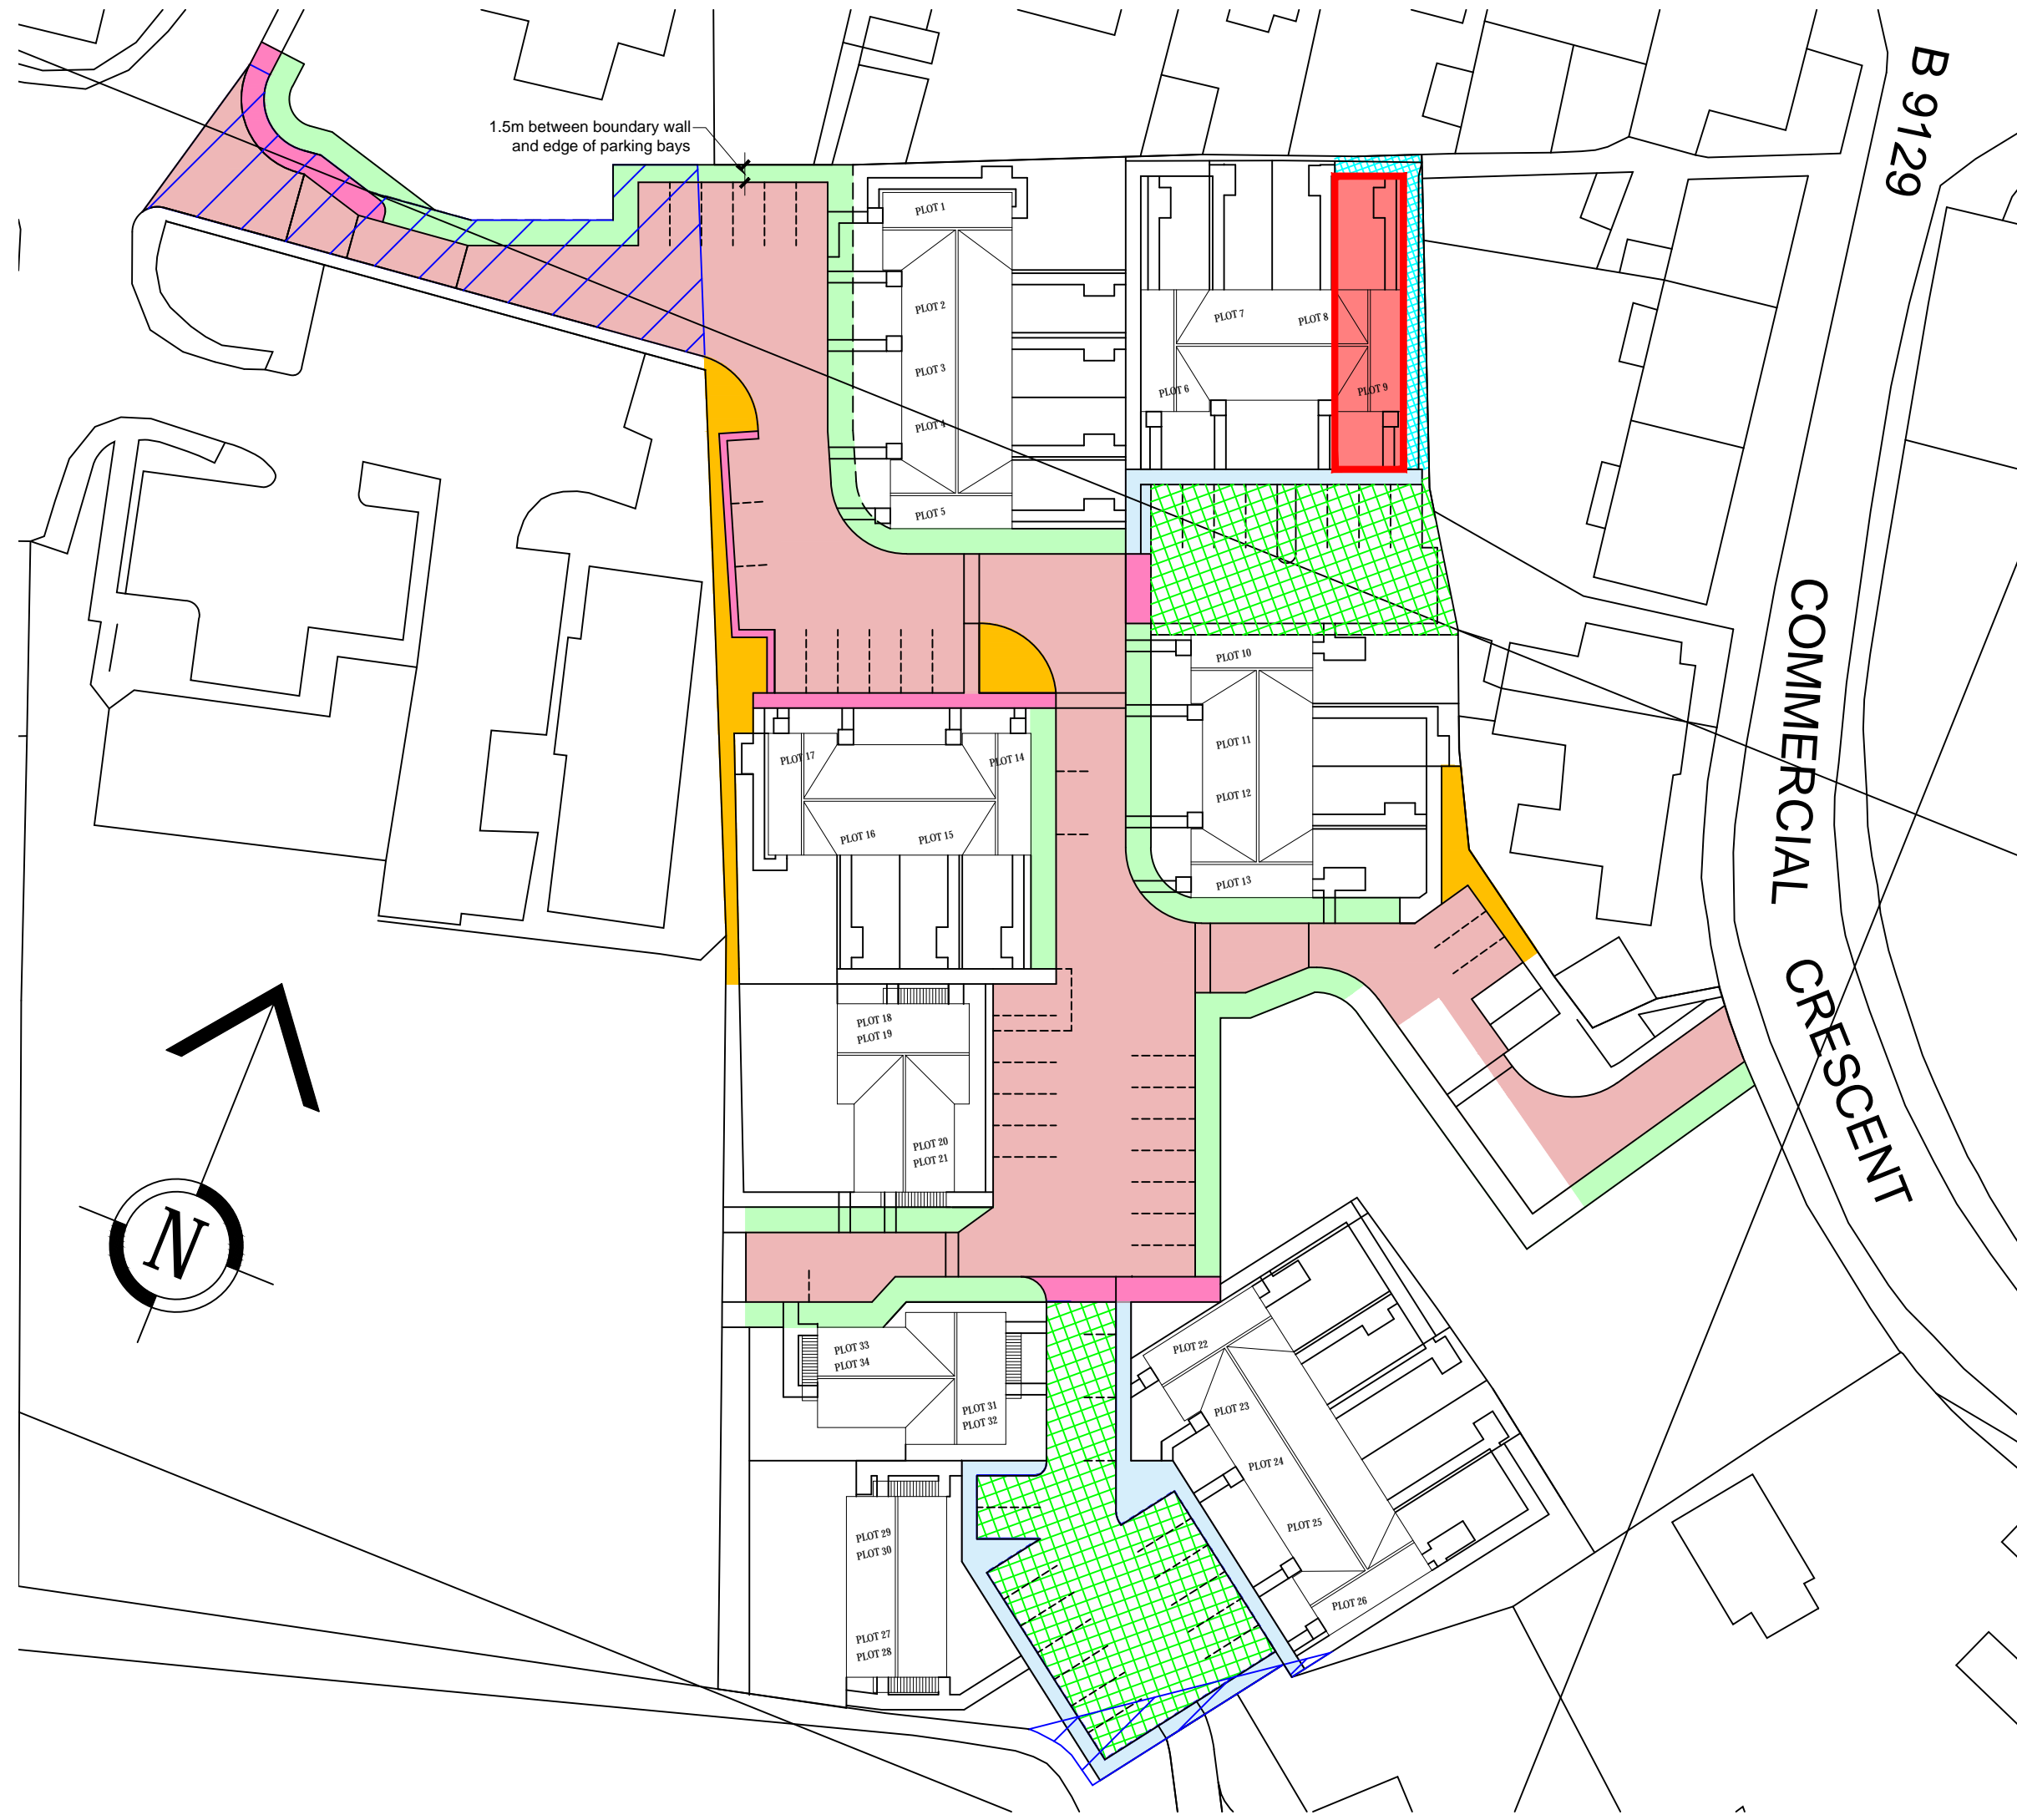 B 9129
1.5m between boundary wall
and edge of parking bays
PLOT 1
PLOT 2
PLOT 3
PLOT 4
PLOT 5
PLOT 7
PLOT 8
PLOT 6
PLOT 9
COMMERCIAL CRESCENT
PLOT 10
PLOT 11
PLOT 12
PLOT 13
PLOT 17
PLOT 14
PLOT 16
PLOT 15
PLOT 18
PLOT 19
PLOT 20
PLOT 21
N
PLOT 33
PLOT 34
PLOT 31
PLOT 32
PLOT 22
PLOT 23
PLOT 24
PLOT 25
PLOT 26
PLOT 29
PLOT 30
PLOT 27
PLOT 28